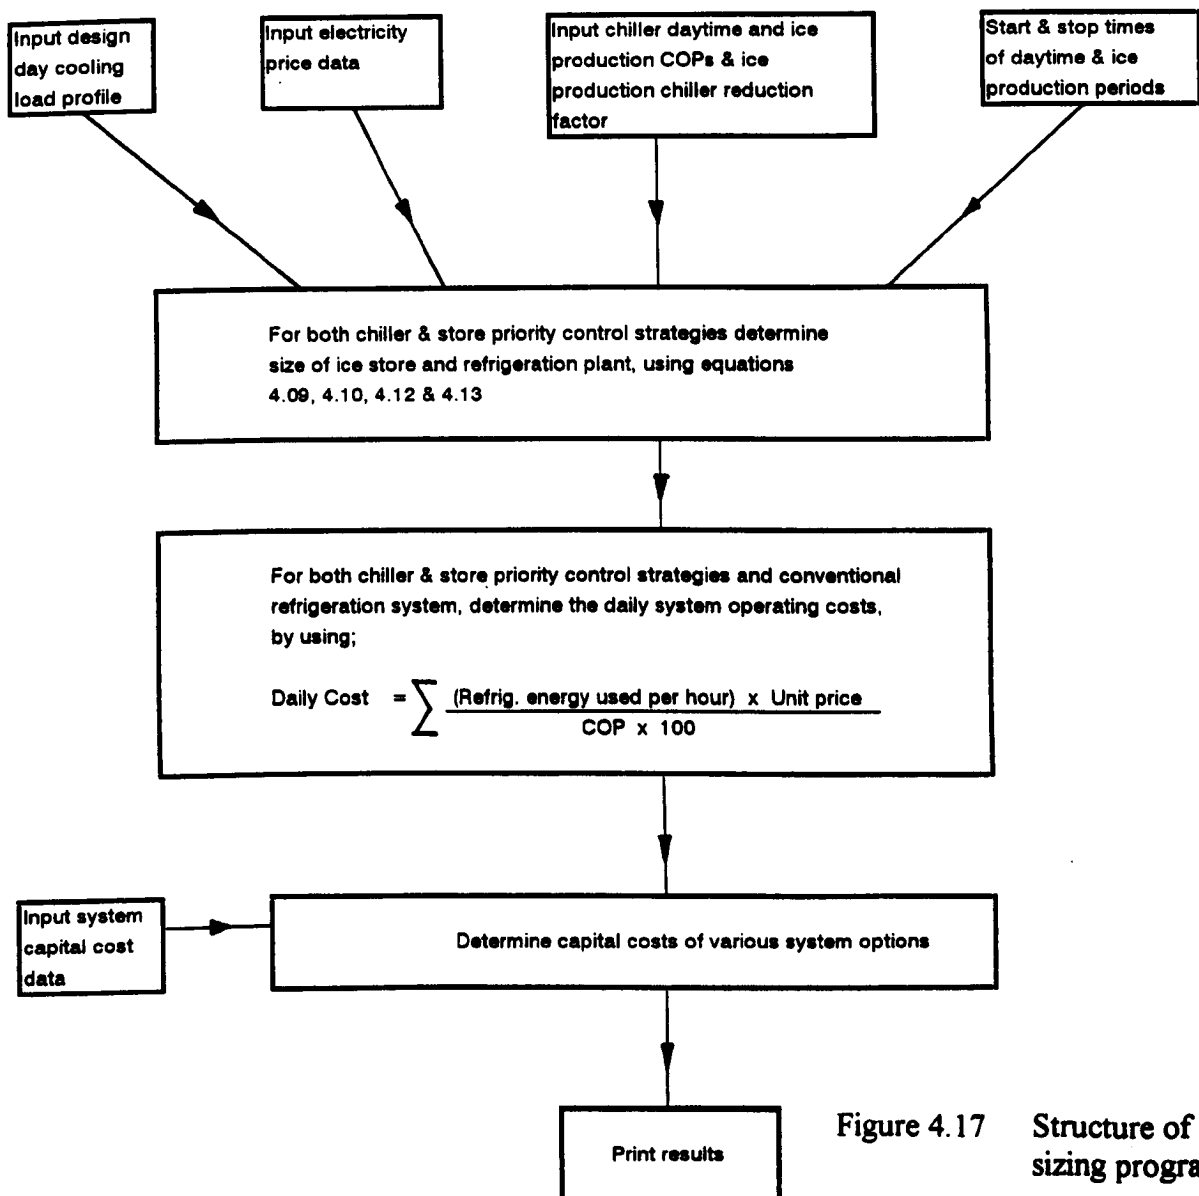 Input design
day cooling
load profile
Input electricity
price data
Input chiller daytime and ice
production COPs & ice
production chiller reduction
factor
Start & stop times
of daytime & ice
production periods
For both chiller & store priority control strategies determine
size of ice store and refrigeration plant, using equations
4.09, 4.10, 4.12 & 4.13
For both chiller & store priority control strategies and conventional
refrigeration system, determine the daily system operating costs,
by using;
Daily Cost = ∑ (Refrig. energy used per hour) x Unit price
COP x 100
Input system
capital cost
data
Determine capital costs of various system options
Print results
Figure 4.17 Structure of
sizing